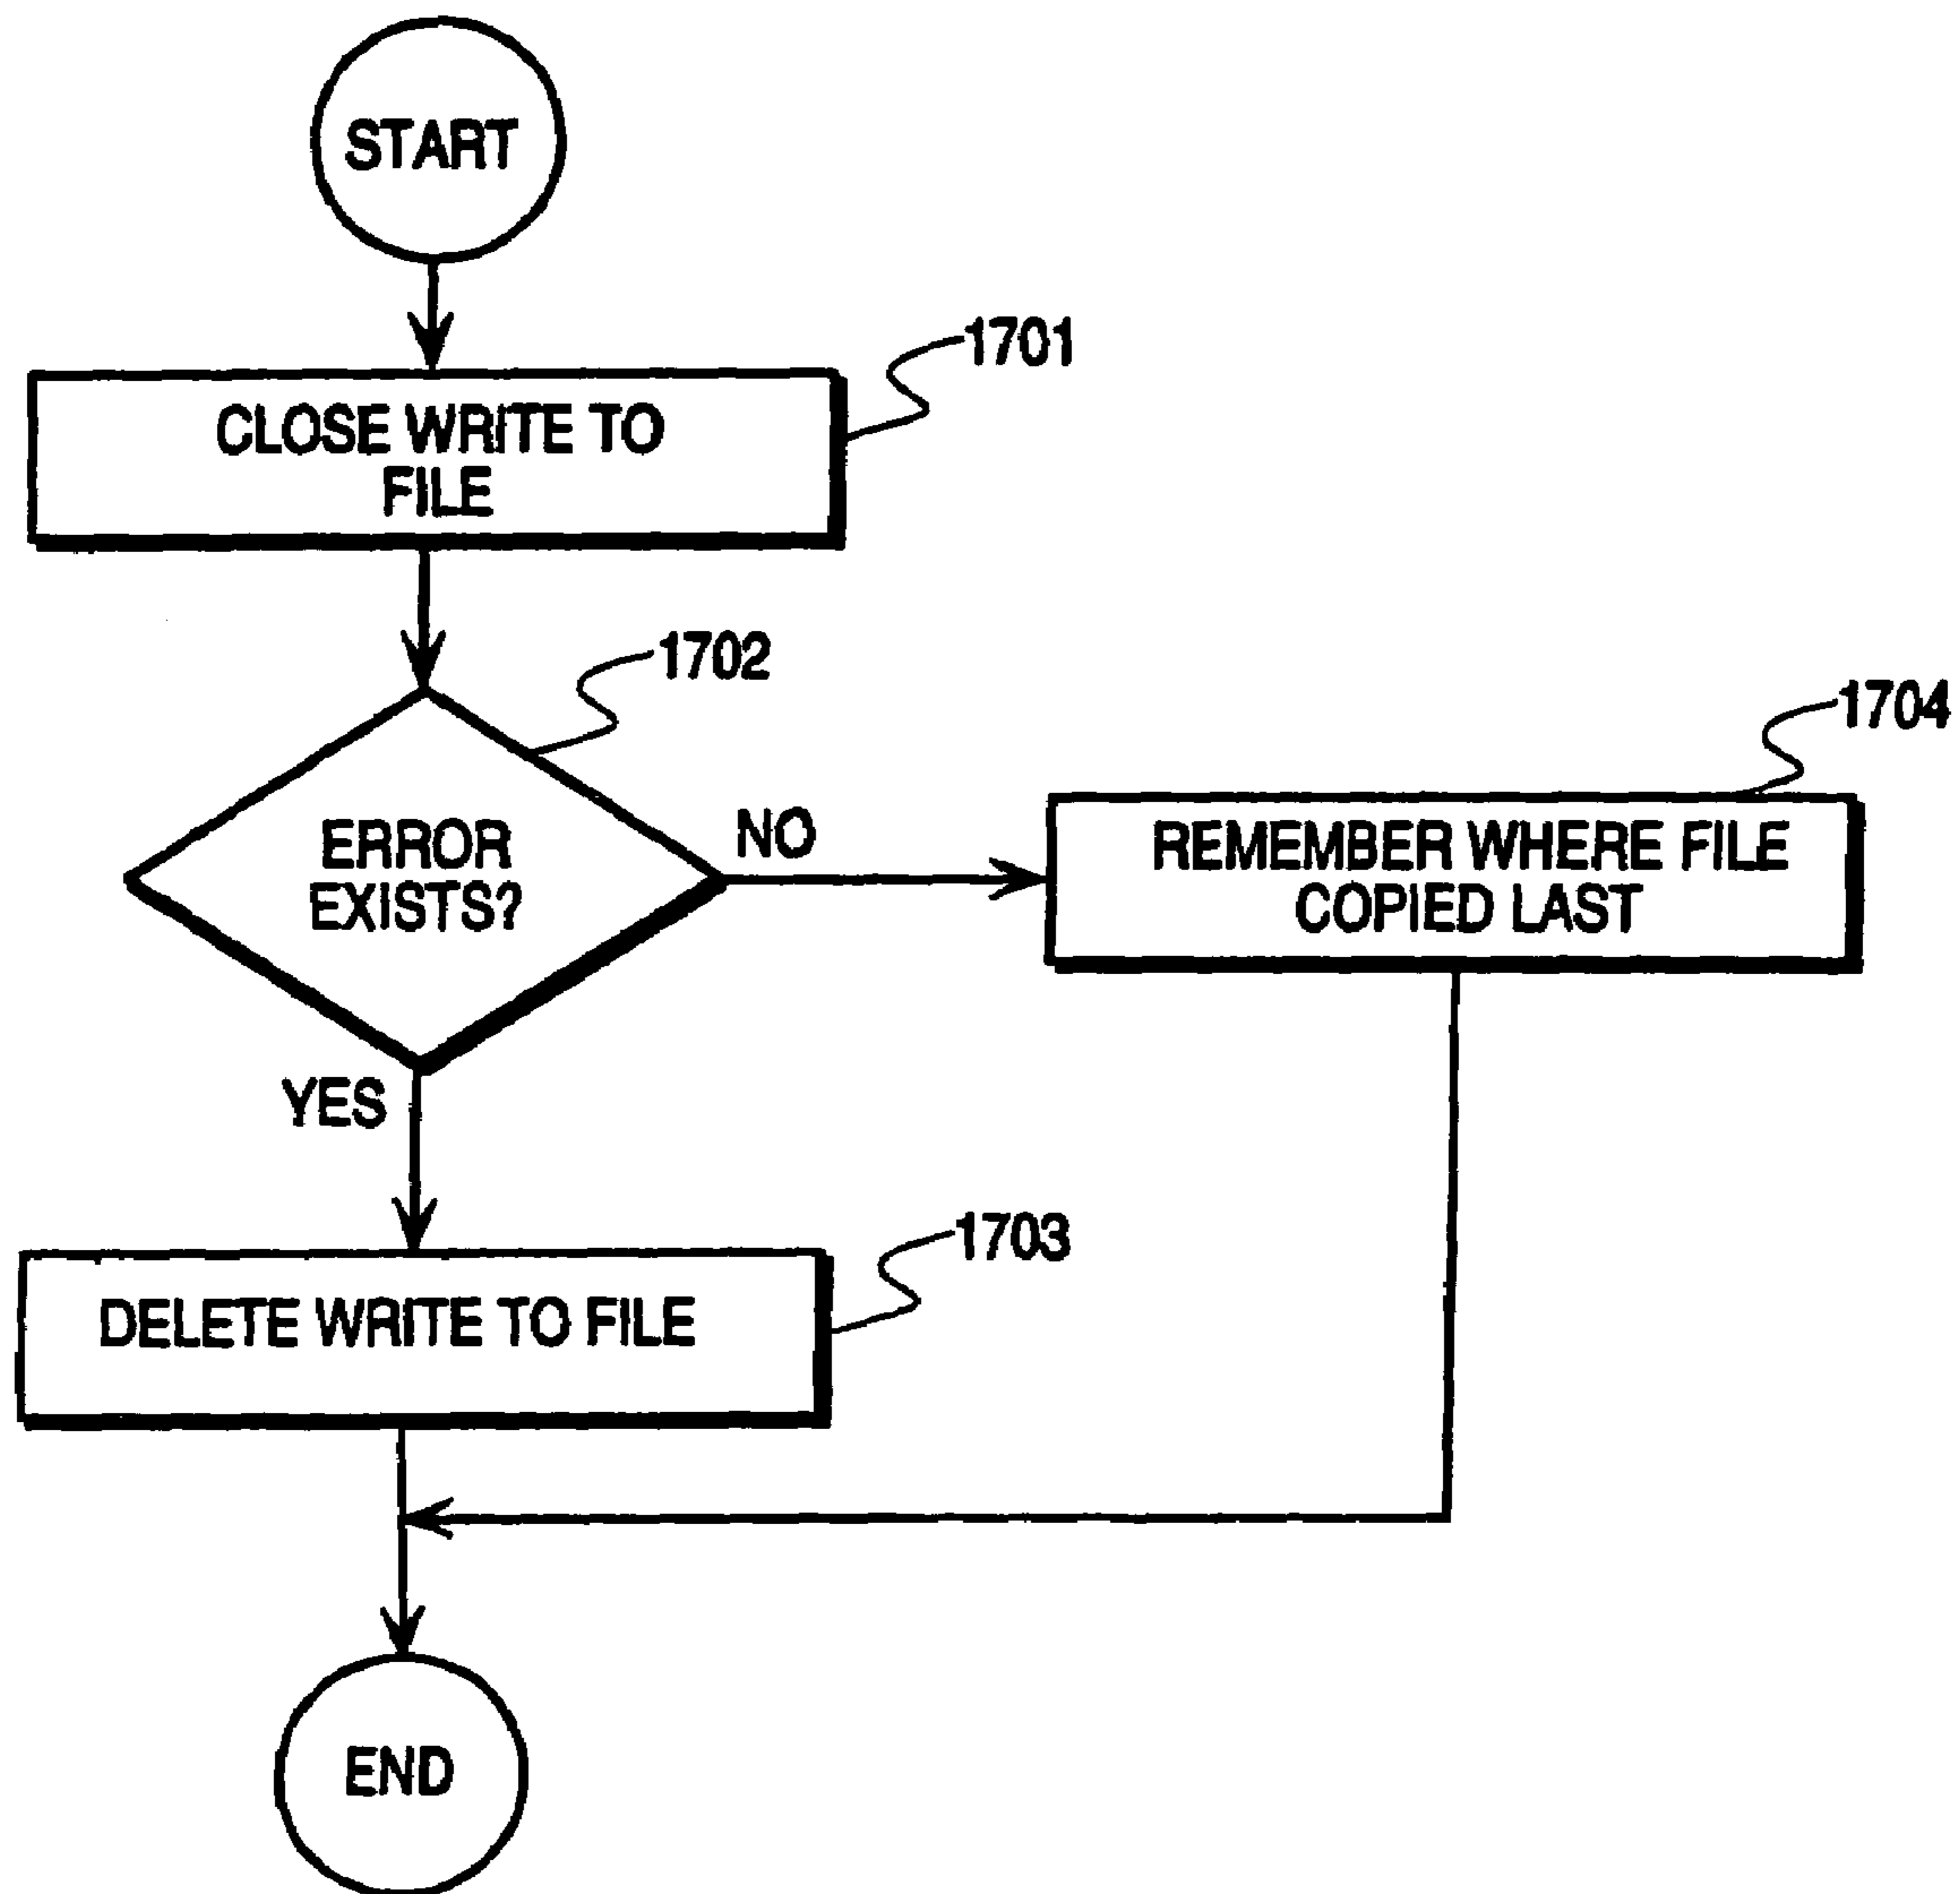 START
1701
CLOSE WRITE TO
FILE
1702
1704
ERROR
EXISTS?
NO
REMEMBER WHERE FILE
COPIED LAST
YES
1703
DELETE WRITE TO FILE
END